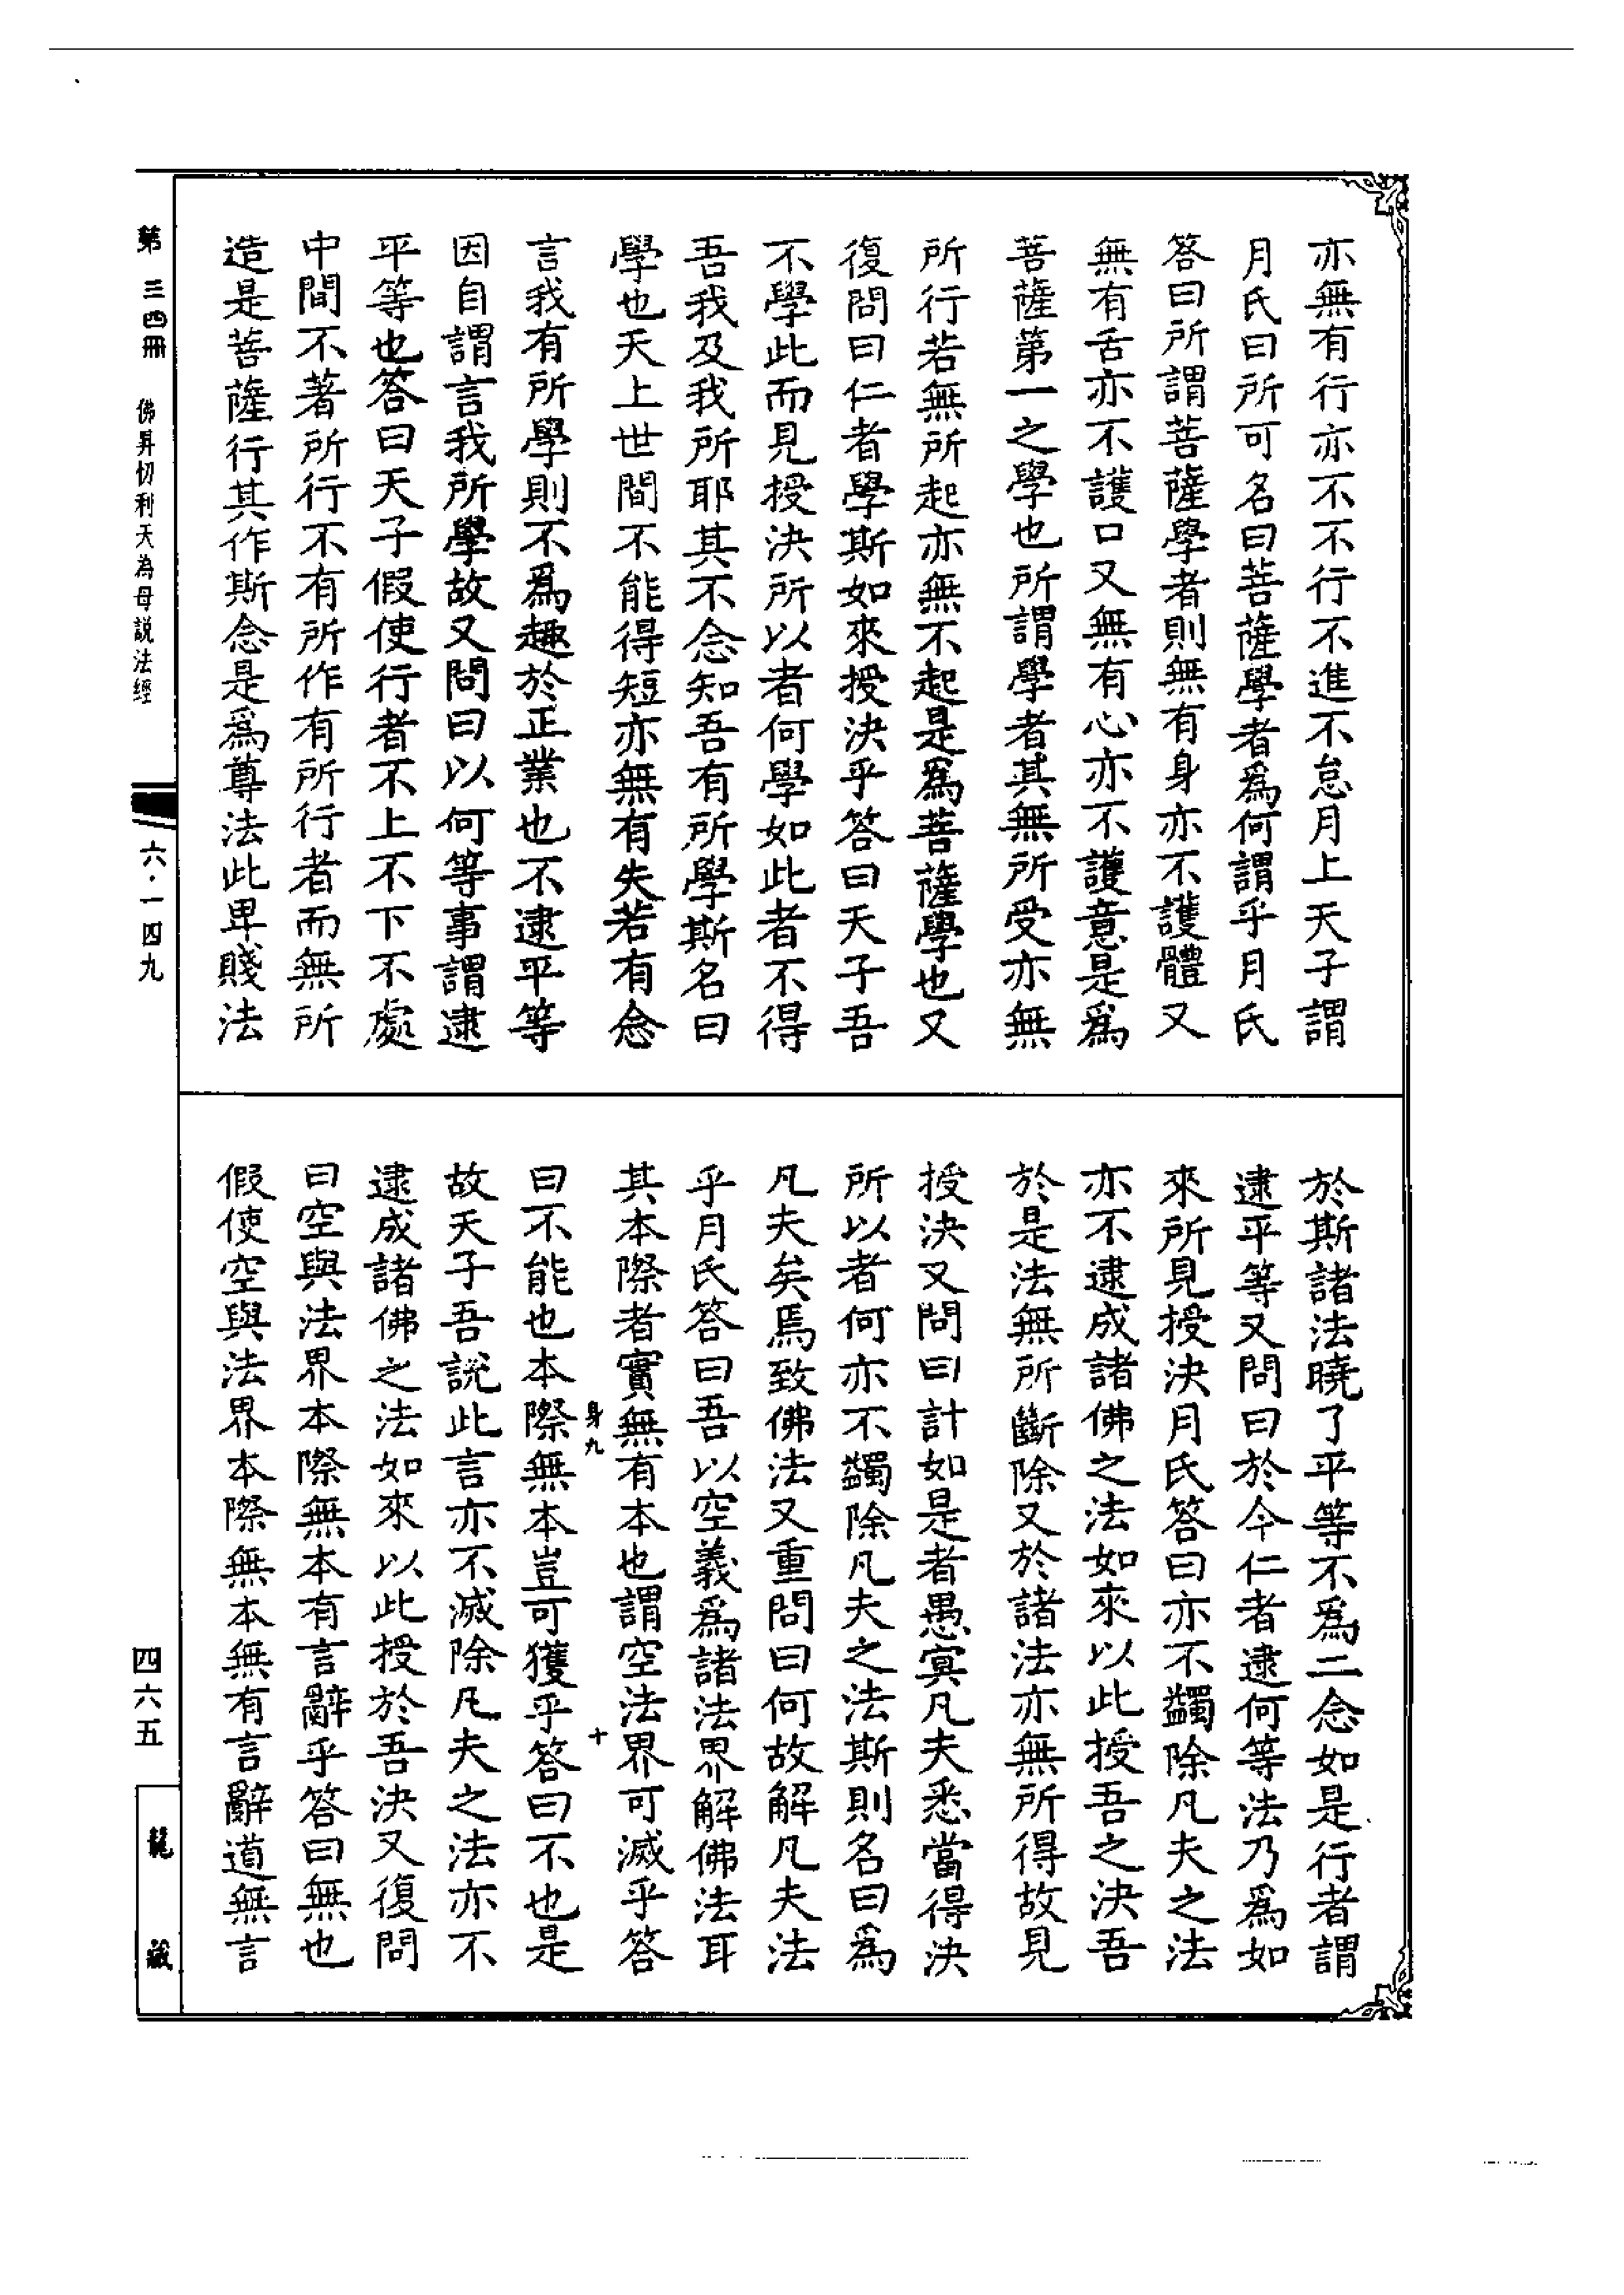 亦無有行亦不不行不進不怠月上天子謂
月氏曰所可名曰菩薩學者爲何謂乎月氏
答曰所謂菩薩學者則無有身亦不護體又
無有舌亦不護口又無有心亦不護意是爲
菩薩第一之學也所謂學者其無所受亦無
所行若無所起亦無不起是爲菩薩學也又
復問曰仁者學斯如來授決乎答曰天子吾
不學此而見授決所以者何學如此者不得
吾我及我所耶其不念知吾有所學斯名曰
學也天上世間不能得短亦無有失若有念
言我有所學則不爲趣於正業也不逮平等
因自謂言我所學故又問曰以何等事謂逮
平等也答曰天子假使行者不上不下不處
中間不著所行不有所作有所行者而無所
造是菩薩行其作斯念是爲尊法此卑賤法
於斯諸法曉了平等不爲二念如是行者謂
逮平等又問曰於今仁者逮何等法乃爲如
來所見授決月氏答曰亦不蠲除凡夫之法
亦不逮成諸佛之法如來以此授吾之決吾
於是法無所斷除又於諸法亦無所得故見
授決又問曰計如是者愚冥凡夫悉當得決
所以者何亦不蠲除凡夫之法斯則名曰爲
凡夫矣焉致佛法又重問曰何故解凡夫法
乎月氏答曰吾以空義爲諸法界解佛法耳
其本際者實無有本也謂空法界可滅乎答
曰不能也本際無本豈可獲乎答曰不也是
故天子吾説此言亦不滅除凡夫之法亦不
逮成諸佛之法如來以此授於吾決又復問
曰空與法界本際無本有言辭乎答曰無也
假使空與法界本際無本無有言辭道無言
身九
十
第三四冊
佛昇忉利天為母説法經
六·一四九
四六五
龍藏